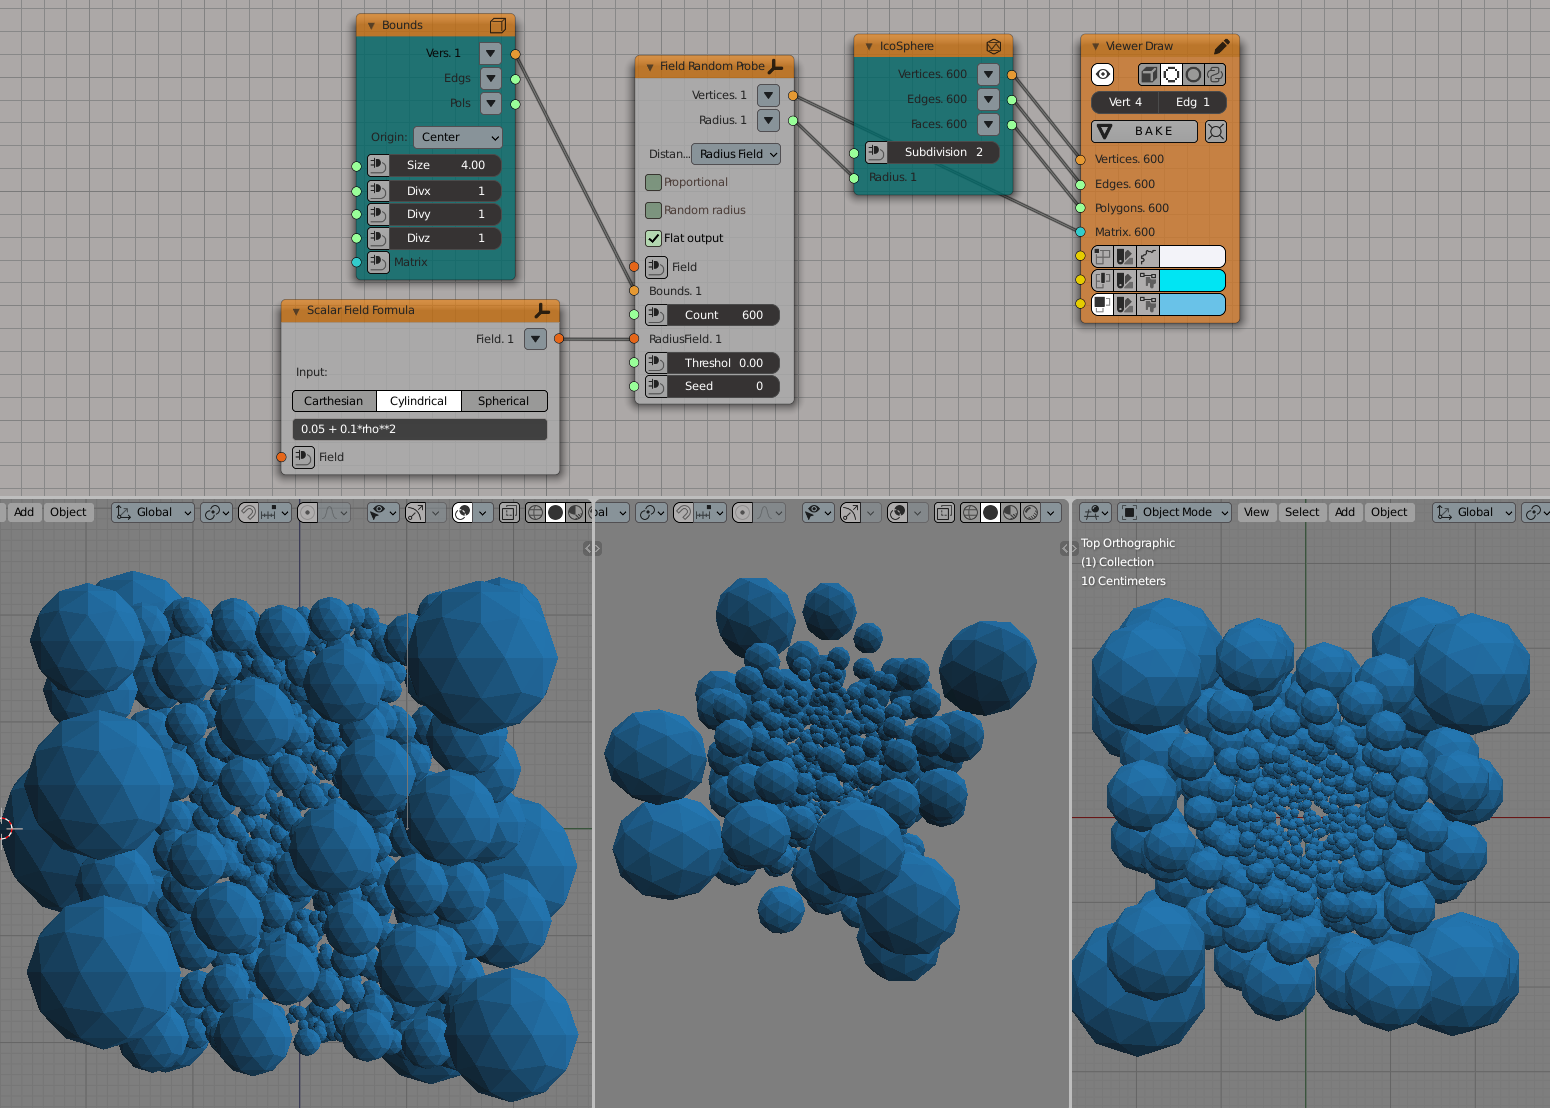 Bounds
Vers. 1
Edgs
Pols
Origin: Center
Size 4.00
Divx 1
Divy 1
Divz 1
Matrix
Scalar Field Formula
Field. 1
Input:
Carthesian Cylindrical Spherical
0.05 + 0.1*rho**2
Field
Field Random Probe
Vertices. 1
Radius. 1
Distan... Radius Field
Proportional
Random radius
Flat output
Field
Bounds. 1
Count 600
RadiusField. 1
Threshol 0.00
Seed 0
IcoSphere
Vertices. 600
Edges. 600
Faces. 600
Subdivision 2
Radius. 1
Viewer Draw
Vert 4 Edg 1
BAKE
Vertices. 600
Edges. 600
Polygons. 600
Matrix. 600
Add Object Global
bal
Object Mode View Select Add Object Global
Top Orthographic
(1) Collection
10 Centimeters